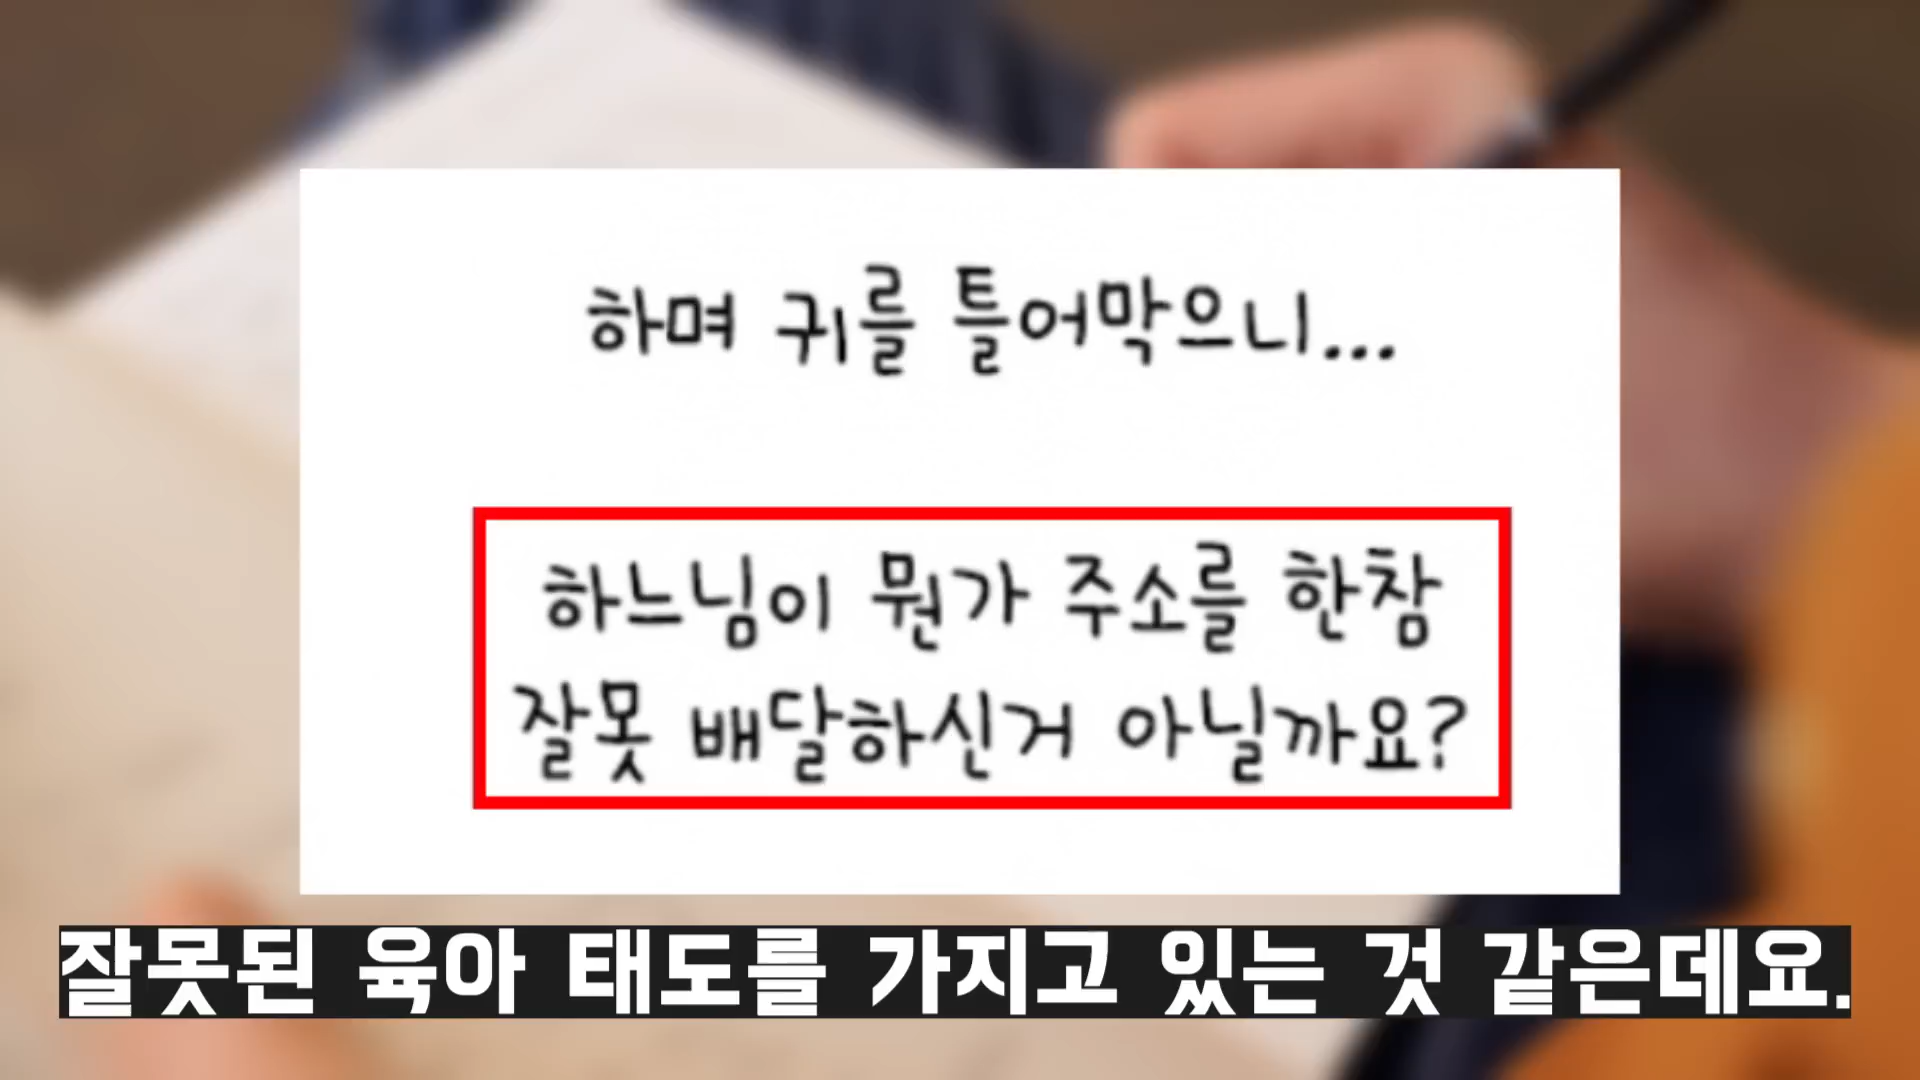 하며 귀를 틀어막으니...
하느님이 뭔가 주소를 한참
잘못 배달하신거 아닐까요?
잘못된 육아 태도를 가지고 있는 것 같은데요.